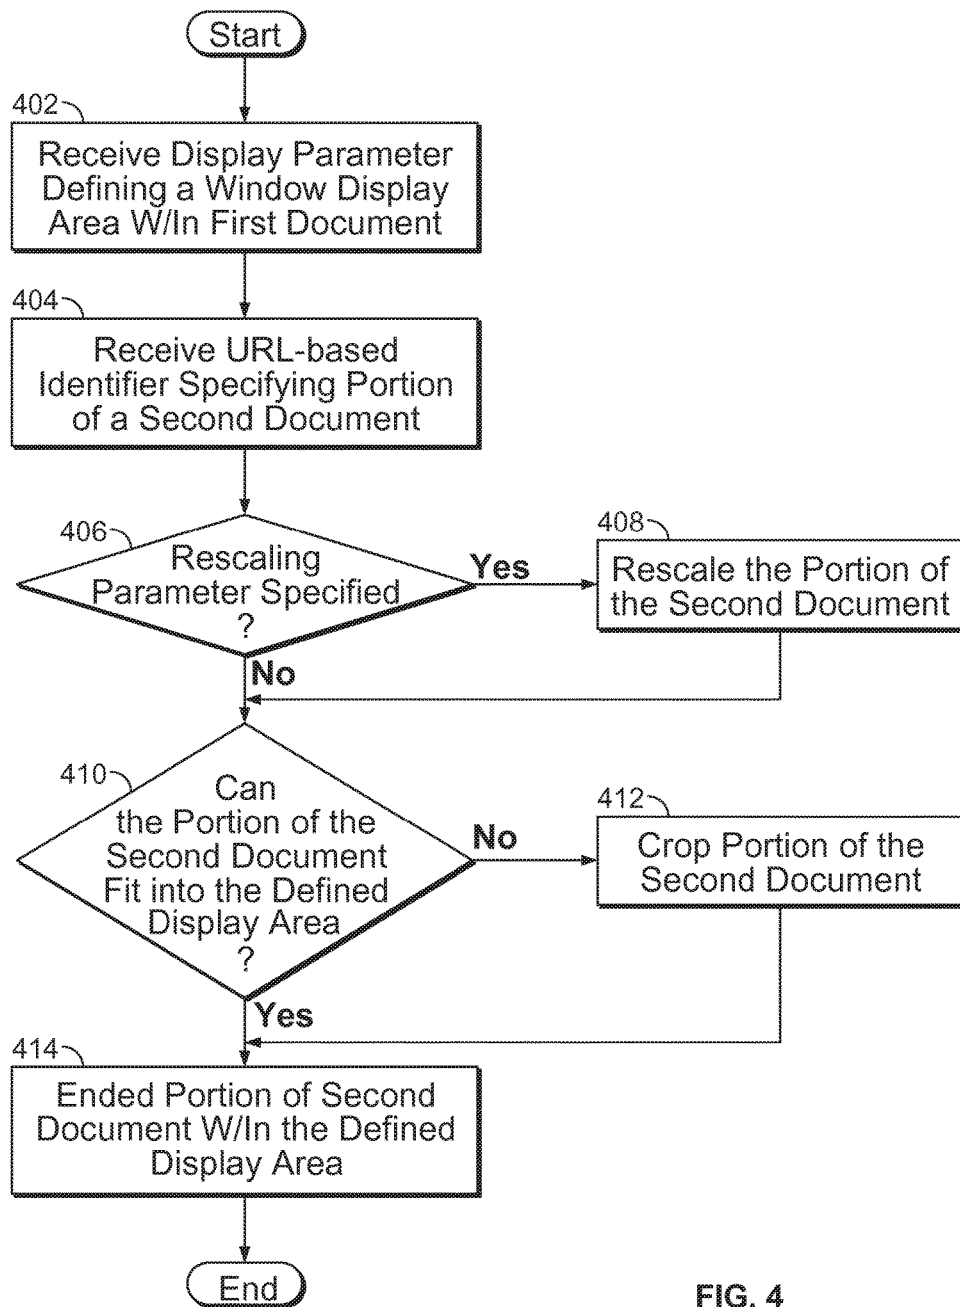 Start
402
Receive Display Parameter
Defining a Window Display
Area W/In First Document
404
Receive URL-based
Identifier Specifying Portion
of a Second Document
406
Rescaling
Parameter Specified
?
Yes
408
Rescale the Portion of
the Second Document
No
410
Can
the Portion of the
Second Document
Fit into the Defined
Display Area
?
No
412
Crop Portion of the
Second Document
Yes
414
Ended Portion of Second
Document W/In the Defined
Display Area
End
FIG. 4